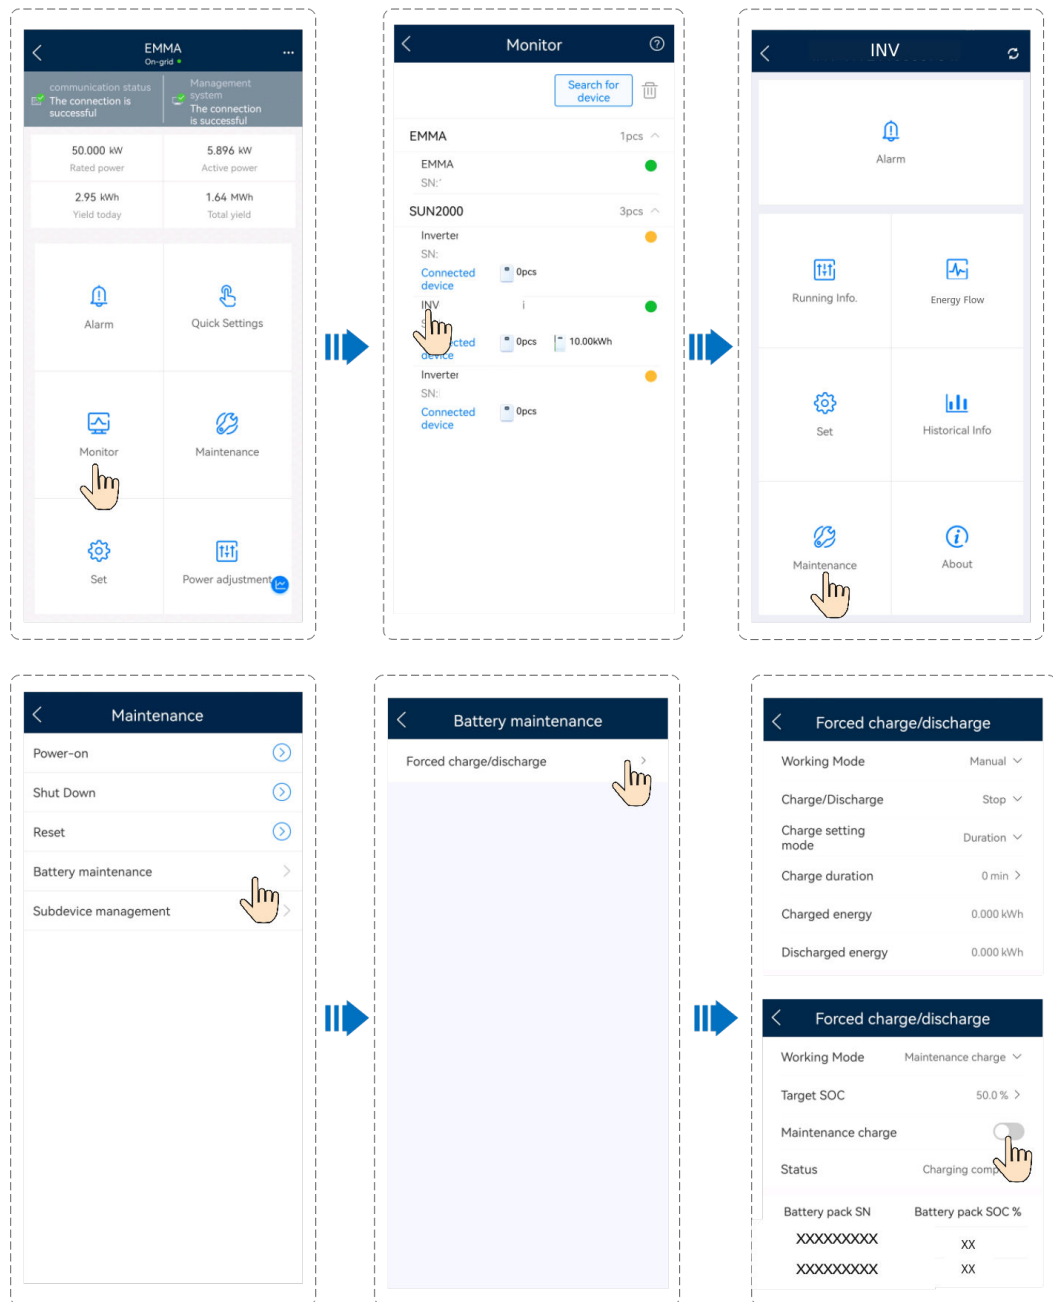 EMMA
On-grid
communication status
The connection is
successful
Management
system
The connection
is successful
50.000 kW
Rated power
5.896 kW
Active power
2.95 kWh
Yield today
1.64 MWh
Total yield
Alarm
Quick Settings
Monitor
Maintenance
Set
Power adjustment
Monitor
Search for
device
EMMA 1pcs
EMMA
SN:
SUN2000 3pcs
Inverter
SN:
Connected
device
0pcs
INV
device
0pcs
10.00kWh
Inverter
SN:
Connected
device
0pcs
INV
Alarm
Running Info.
Energy Flow
Set
Historical Info
Maintenance
About
Maintenance
Power-on
Shut Down
Reset
Battery maintenance
Subdevice management
Battery maintenance
Forced charge/discharge
Forced charge/discharge
Working Mode Manual
Charge/Discharge Stop
Charge setting
mode
Duration
Charge duration 0 min
Charged energy 0.000 kWh
Discharged energy 0.000 kWh
Forced charge/discharge
Working Mode Maintenance charge
Target SOC 50.0 %
Maintenance charge
Status Charging
Battery pack SN Battery pack SOC %
XXXXXXXXX XX
XXXXXXXXX XX